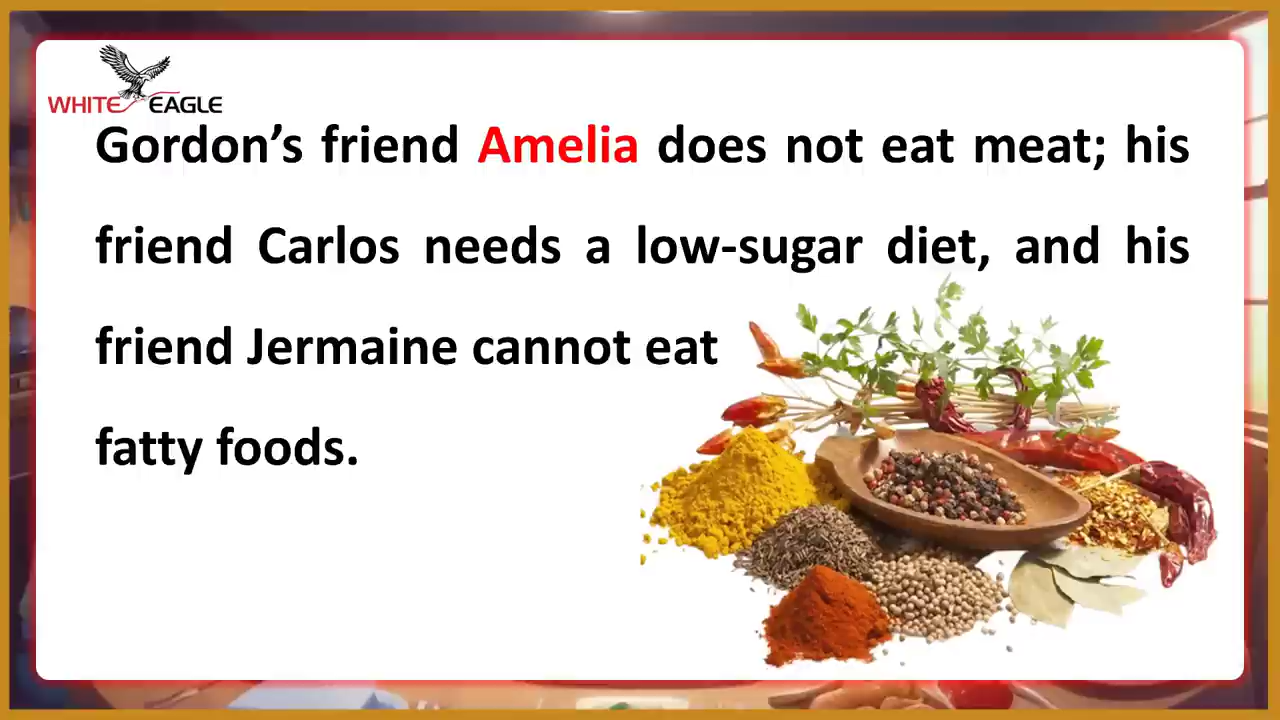 WHITE EAGLE
Gordon’s friend Amelia does not eat meat; his
friend Carlos needs a low-sugar diet, and his
friend Jermaine cannot eat
fatty foods.